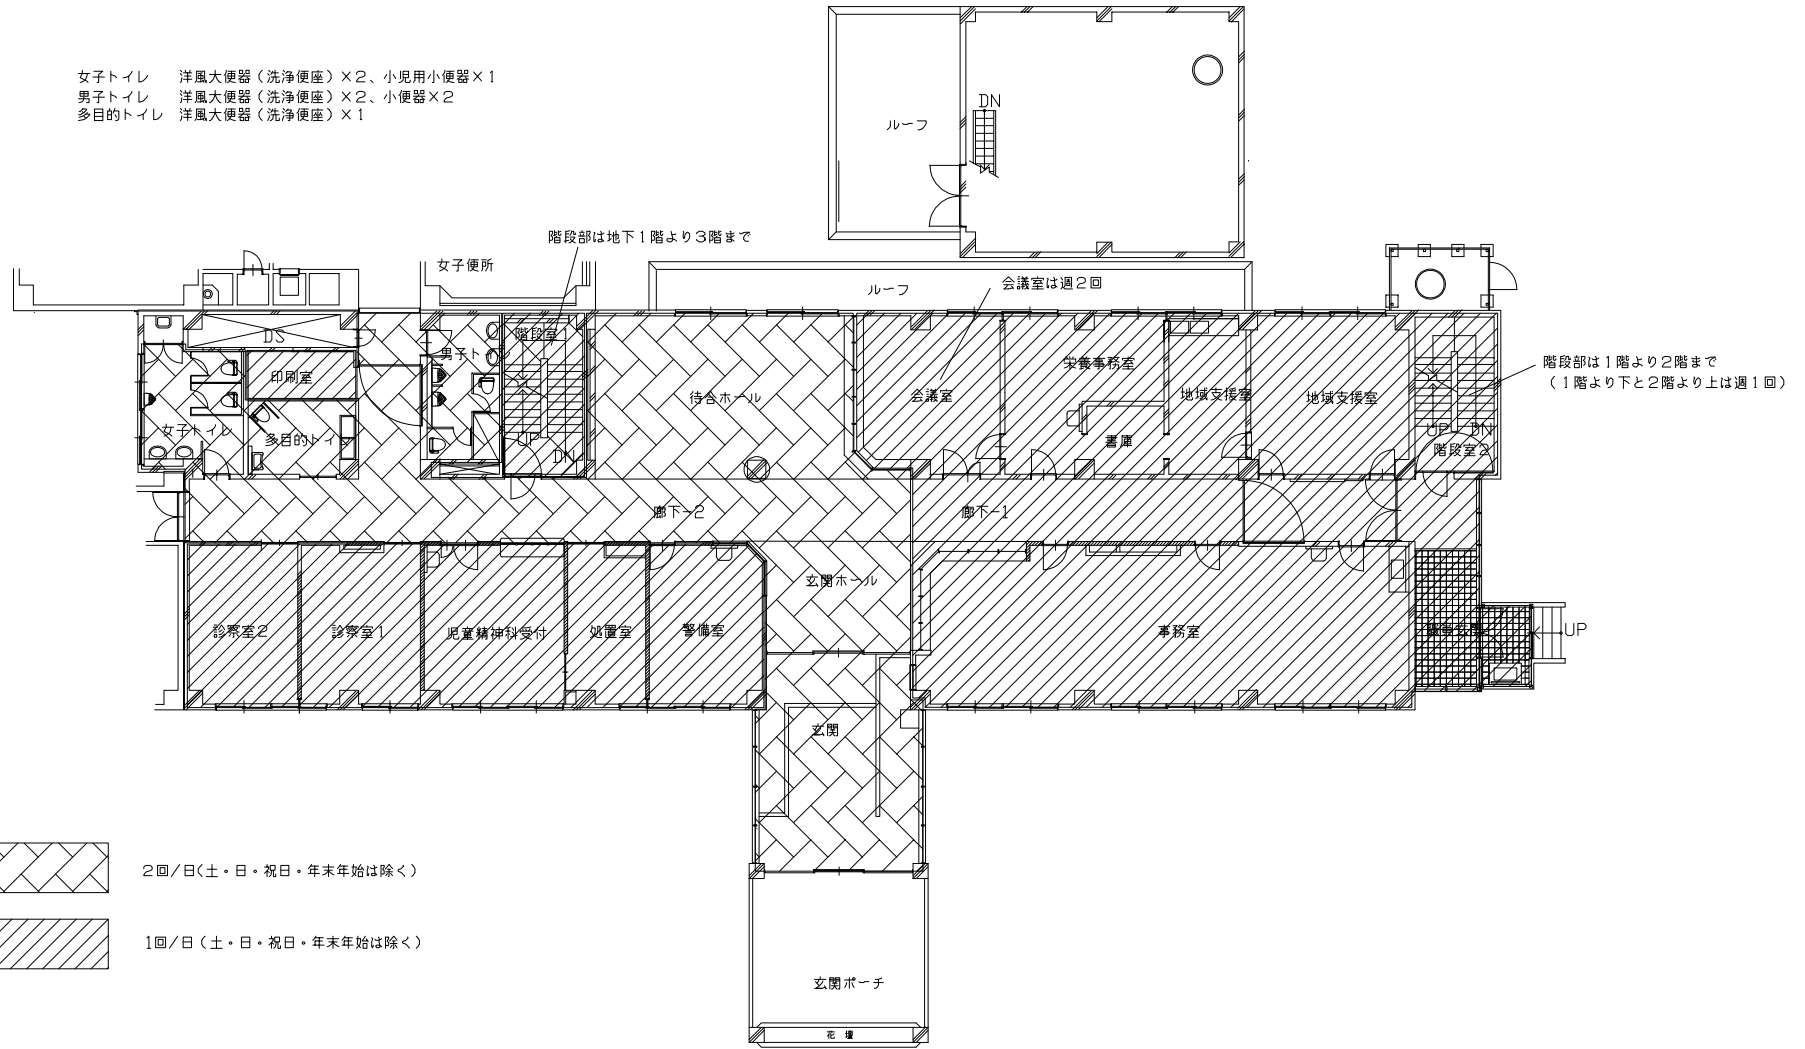 女子トイレ　洋風大便器（洗浄便座）×２、小児用小便器×１
男子トイレ　洋風大便器（洗浄便座）×２、小便器×２
多目的トイレ　洋風大便器（洗浄便座）×１
DN
ルーフ
階段部は地下１階より３階まで
女子便所
ルーフ
会議室は週２回
DS
階段室1
男子トイレ
印刷室
栄養事務室
階段部は１階より２階まで
（１階より下と２階より上は週１回）
待合ホール
会議室
地域支援室
地域支援室
女子トイレ
多目的トイレ
UP
DN
書庫
UP
DN
階段室2
廊下-2
廊下-1
玄関ホール
診察室2
診察室1
児童精神科受付
処置室
警備室
事務室
職員玄関
UP
玄関
２回/日(土・日・祝日・年末年始は除く）
1回/日（土・日・祝日・年末年始は除く）
玄関ポーチ
花壇